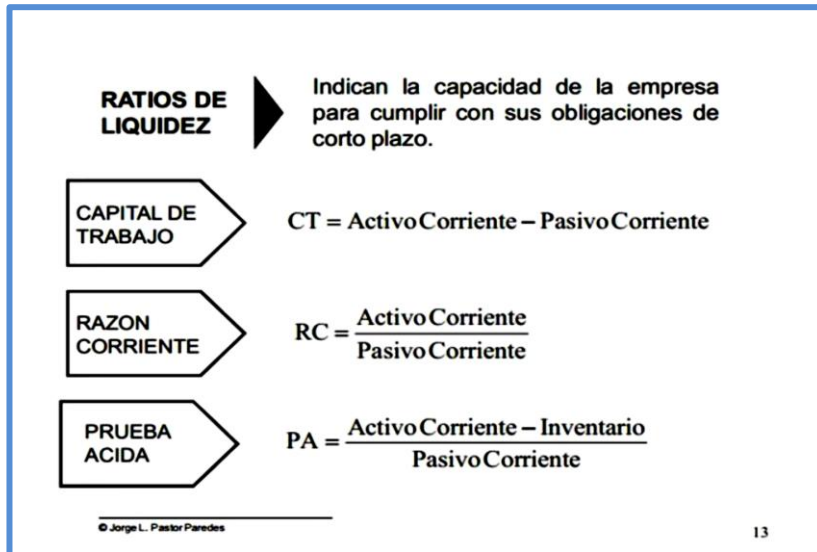 RATIOS DE
LIQUIDEZ
Indican la capacidad de la empresa
para cumplir con sus obligaciones de
corto plazo.
CAPITAL DE
TRABAJO
CT = Activo Corriente – Pasivo Corriente
RAZON
CORRIENTE
RC = Activo Corriente
Pasivo Corriente
PRUEBA
ACIDA
PA = Activo Corriente – Inventario
Pasivo Corriente
© Jorge L. Pastor Paredes
13